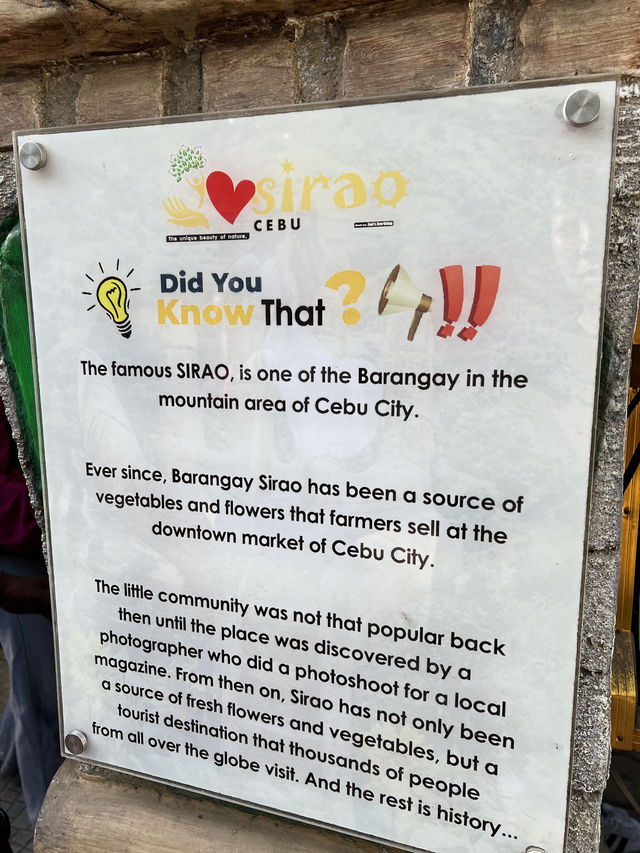 sirao
CEBU
The unique beauty of nature.
Did You
Know That ?
The famous SIRAO, is one of the Barangay in the
mountain area of Cebu City.
Ever since, Barangay Sirao has been a source of
vegetables and flowers that farmers sell at the
downtown market of Cebu City.
The little community was not that popular back
then until the place was discovered by a
photographer who did a photoshoot for a local
magazine. From then on, Sirao has not only been
a source of fresh flowers and vegetables, but a
tourist destination that thousands of people
from all over the globe visit. And the rest is history...